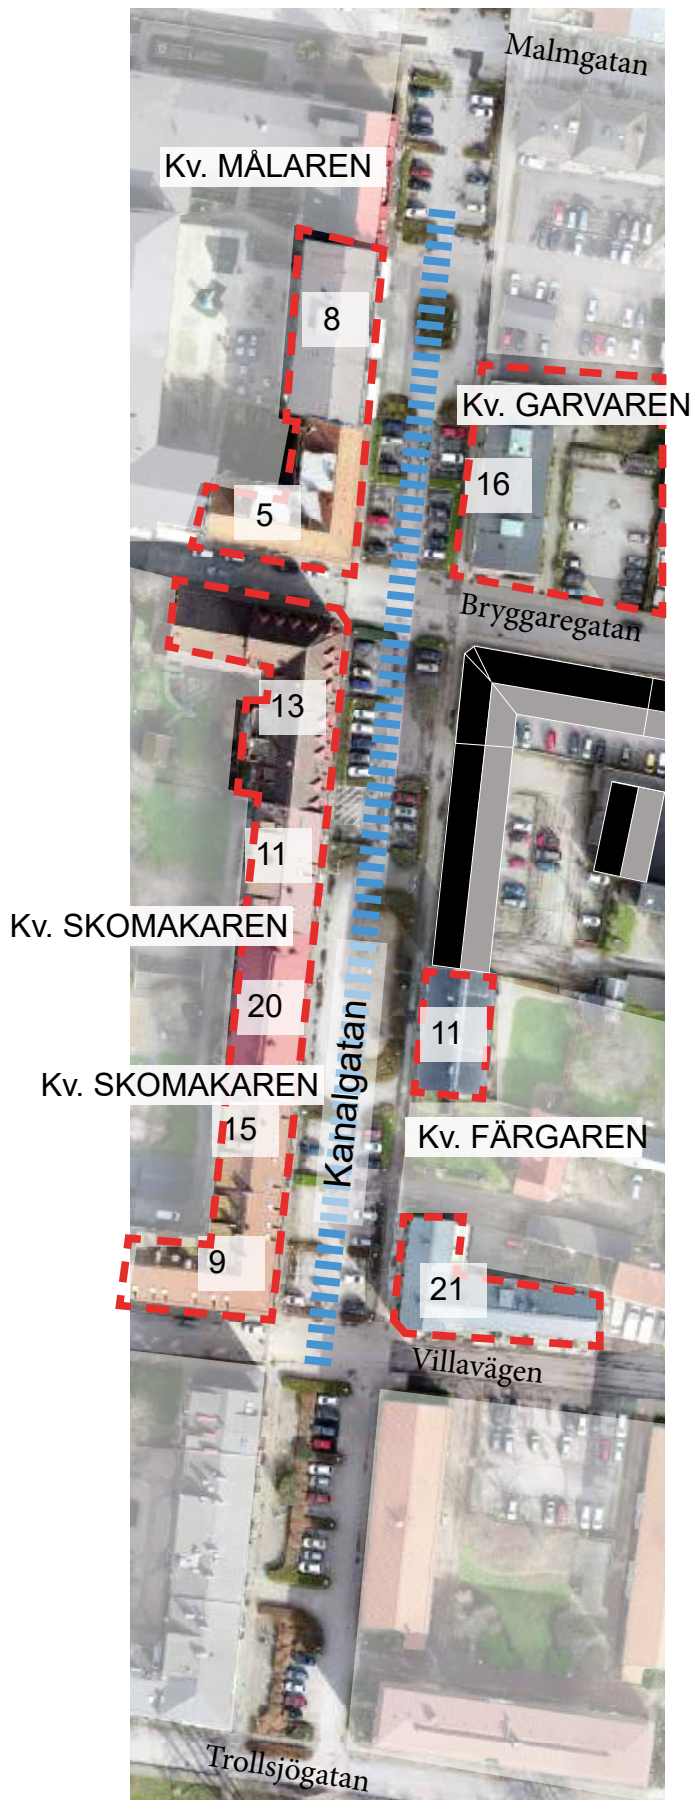 Malmgatan
Kv. MÅLAREN
8
Kv. GARVAREN
16
5
Bryggaregatan
13
11
Kv. SKOMAKAREN
20
11
Kanalgatan
Kv. SKOMAKAREN
15
Kv. FÄRGAREN
9
21
Villavägen
Trollsjögatan